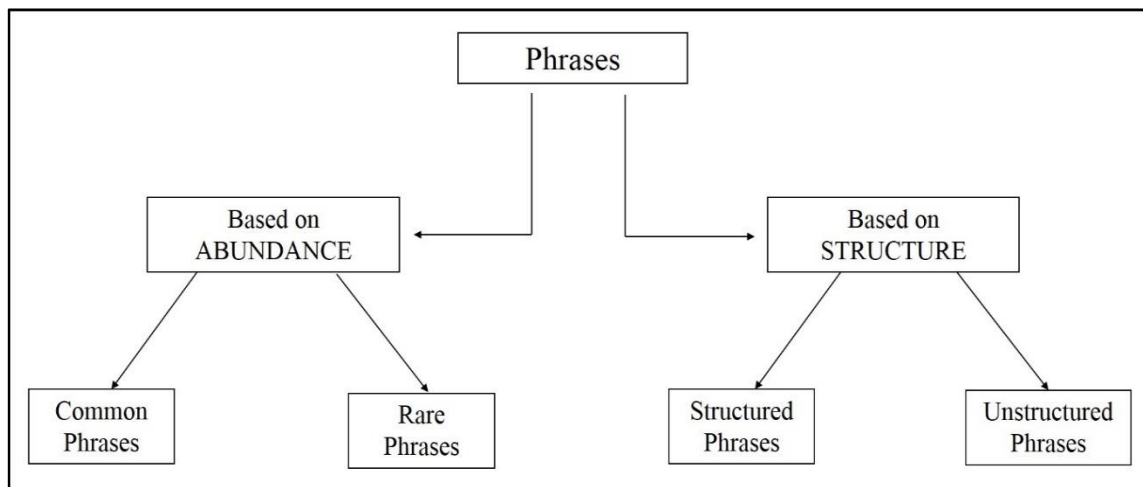 Phrases
Based on
ABUNDANCE
Based on
STRUCTURE
Common
Phrases
Rare
Phrases
Structured
Phrases
Unstructured
Phrases